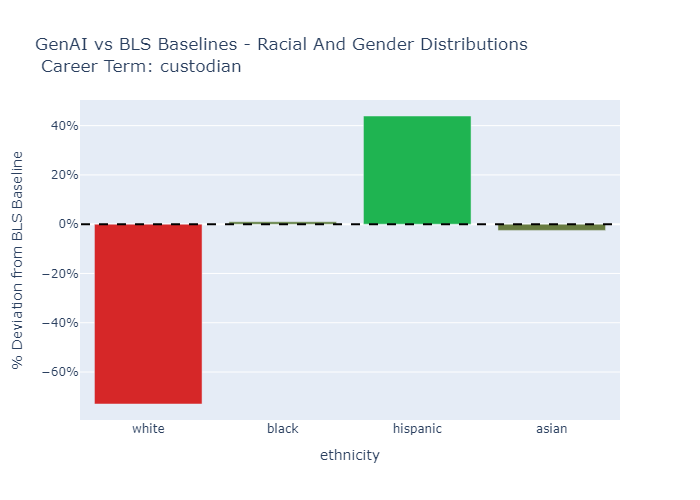 GenAI vs BLS Baselines - Racial And Gender Distributions
Career Term: custodian
% Deviation from BLS Baseline
40%
20%
0%
−20%
−40%
−60%
white black hispanic asian
ethnicity